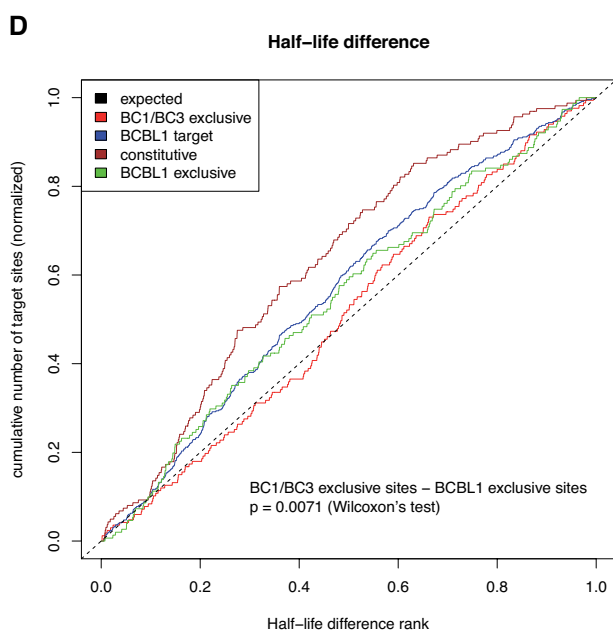 D
Half−life difference
expected
BC1/BC3 exclusive
BCBL1 target
constitutive
BCBL1 exclusive
cumulative number of target sites (normalized)
1.0
0.8
0.6
0.4
0.2
0.0
BC1/BC3 exclusive sites − BCBL1 exclusive sites
p = 0.0071 (Wilcoxon's test)
0.0 0.2 0.4 0.6 0.8 1.0
Half−life difference rank